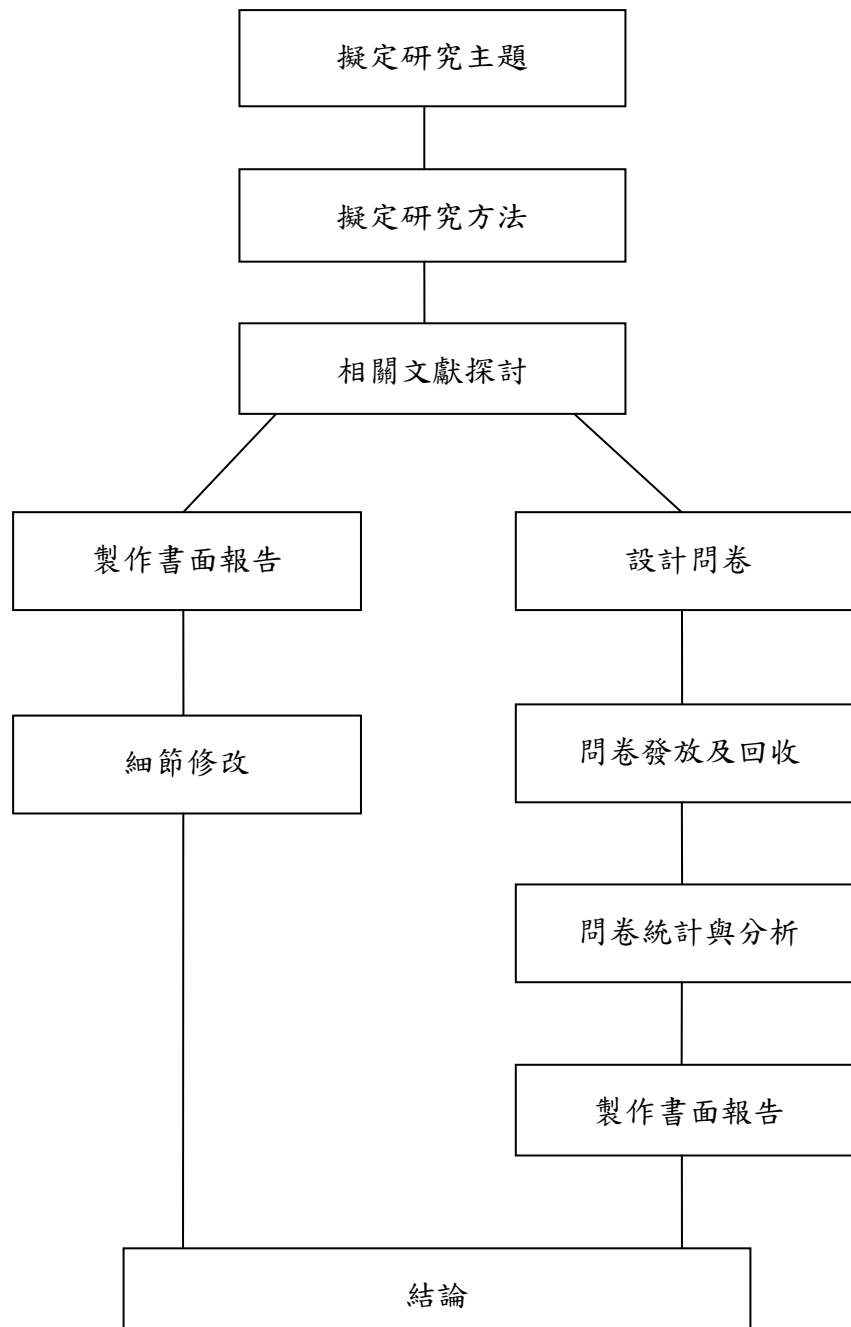 擬定研究主題
擬定研究方法
相關文獻探討
製作書面報告
設計問卷
細節修改
問卷發放及回收
問卷統計與分析
製作書面報告
結論